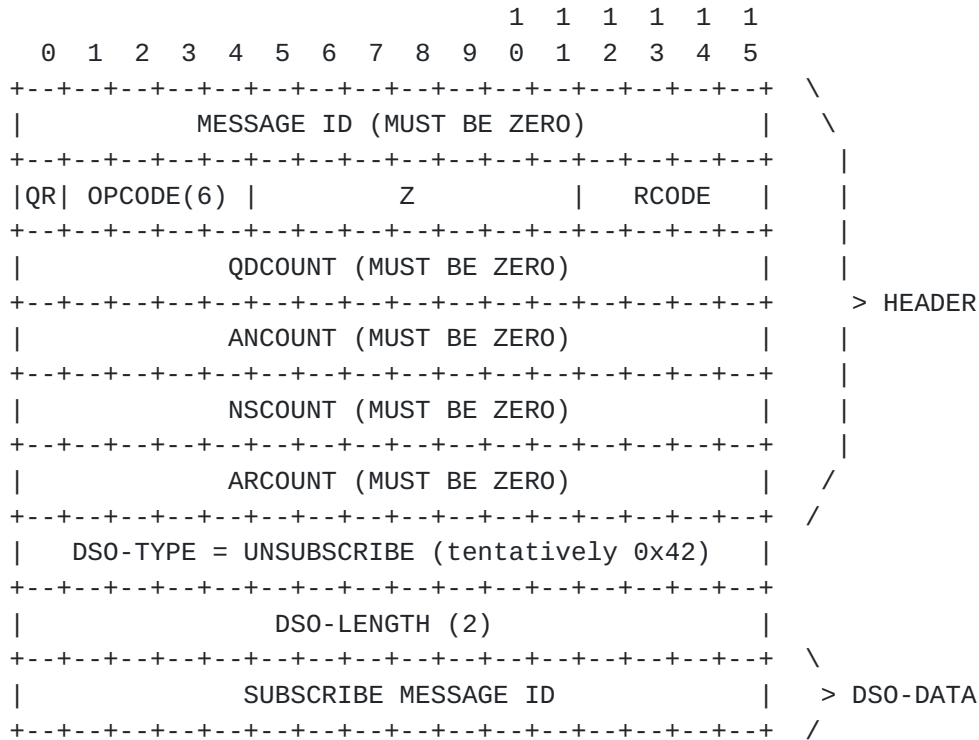 1  1  1  1  1  1
   0  1  2  3  4  5  6  7  8  9  0  1  2  3  4  5
 +--+--+--+--+--+--+--+--+--+--+--+--+--+--+--+--+  \
 |            MESSAGE ID (MUST BE ZERO)           |   \
 +--+--+--+--+--+--+--+--+--+--+--+--+--+--+--+--+    |
 |QR| OPCODE(6) |         Z          |   RCODE    |    |
 +--+--+--+--+--+--+--+--+--+--+--+--+--+--+--+--+    |
 |              QDCOUNT (MUST BE ZERO)            |    |
 +--+--+--+--+--+--+--+--+--+--+--+--+--+--+--+--+     > HEADER
 |              ANCOUNT (MUST BE ZERO)            |    |
 +--+--+--+--+--+--+--+--+--+--+--+--+--+--+--+--+    |
 |              NSCOUNT (MUST BE ZERO)            |    |
 +--+--+--+--+--+--+--+--+--+--+--+--+--+--+--+--+    |
 |              ARCOUNT (MUST BE ZERO)            |   /
 +--+--+--+--+--+--+--+--+--+--+--+--+--+--+--+--+  /
 |    DSO-TYPE = UNSUBSCRIBE (tentatively 0x42)   |
 +--+--+--+--+--+--+--+--+--+--+--+--+--+--+--+--+
 |                 DSO-LENGTH (2)                 |
 +--+--+--+--+--+--+--+--+--+--+--+--+--+--+--+--+  \
 |               SUBSCRIBE MESSAGE ID             |   > DSO-DATA
 +--+--+--+--+--+--+--+--+--+--+--+--+--+--+--+--+  /